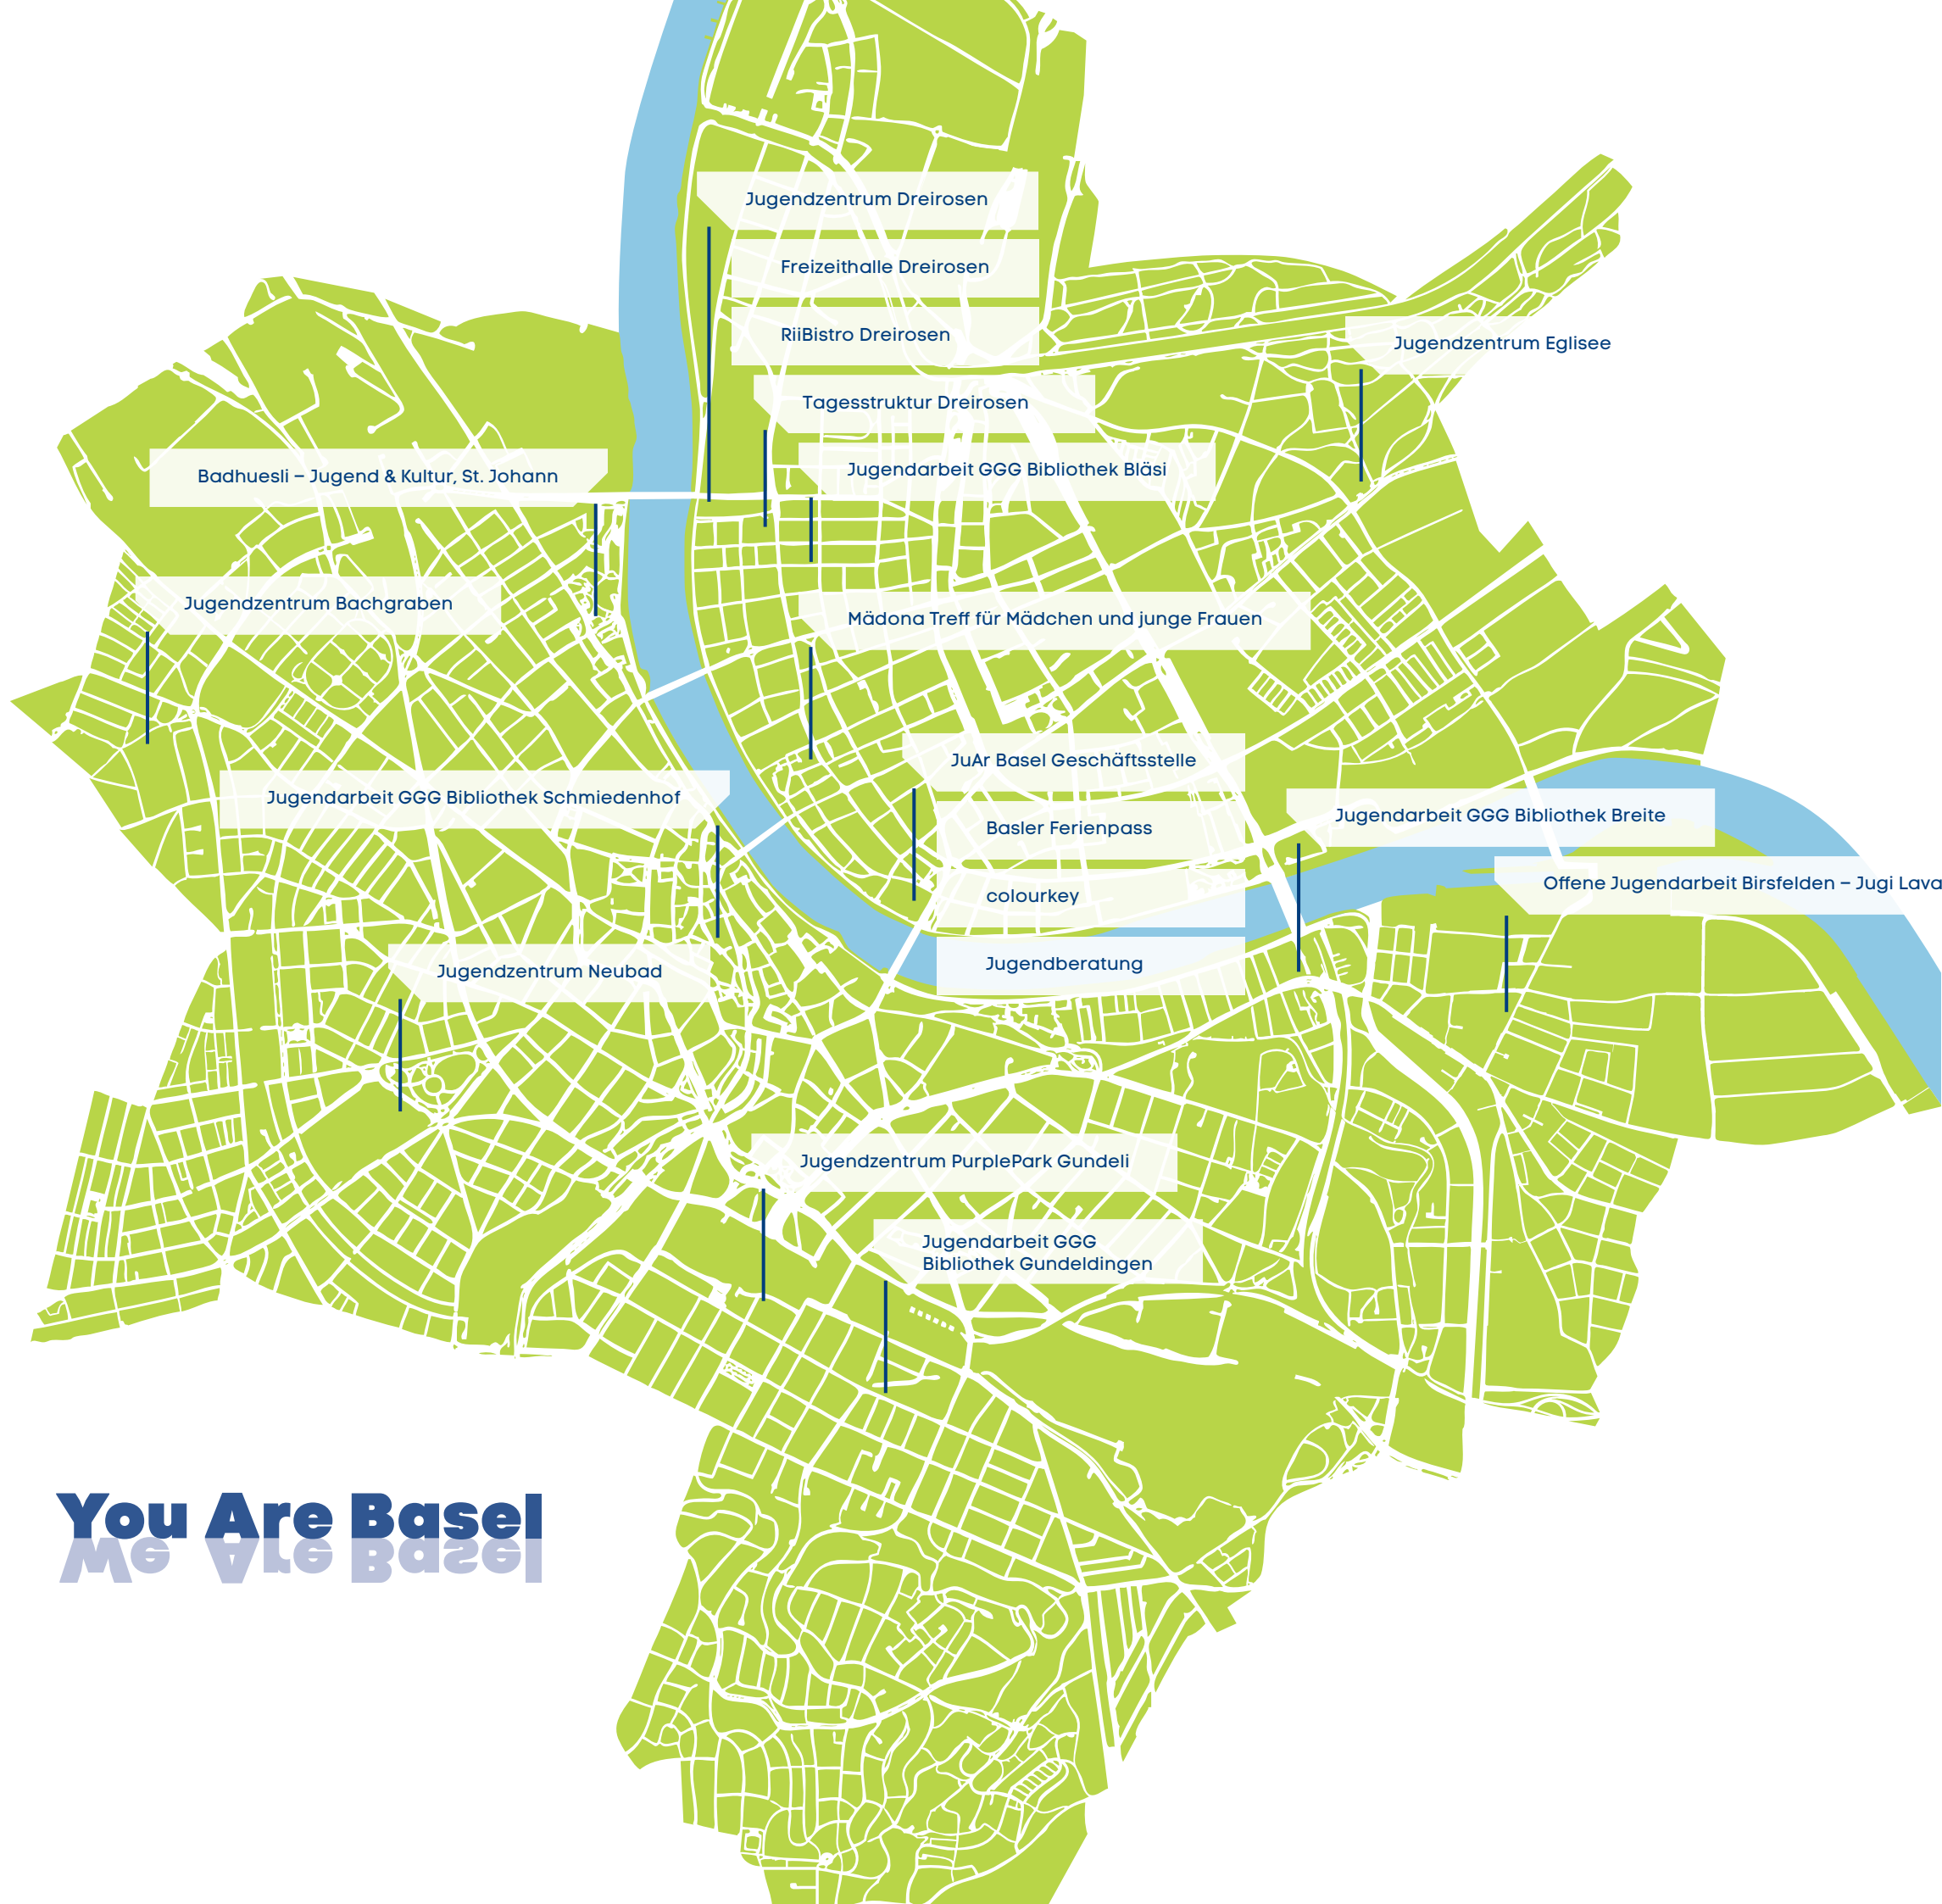 Jugendzentrum Dreirosen
Freizeithalle Dreirosen
RiiBistro Dreirosen
Jugendzentrum Eglisee
Tagesstruktur Dreirosen
Jugendarbeit GGG Bibliothek Bläsi
Badhuesli – Jugend & Kultur, St. Johann
Jugendzentrum Bachgraben
Mädona Treff für Mädchen und junge Frauen
JuAr Basel Geschäftsstelle
Jugendarbeit GGG Bibliothek Schmiedenhof
Jugendarbeit GGG Bibliothek Breite
Basler Ferienpass
Offene Jugendarbeit Birsfelden – Jugi Lava
colourkey
Jugendberatung
Jugendzentrum Neubad
Jugendzentrum PurplePark Gundeli
Jugendarbeit GGG
Bibliothek Gundeldingen
You Are Basel
We Are Basel